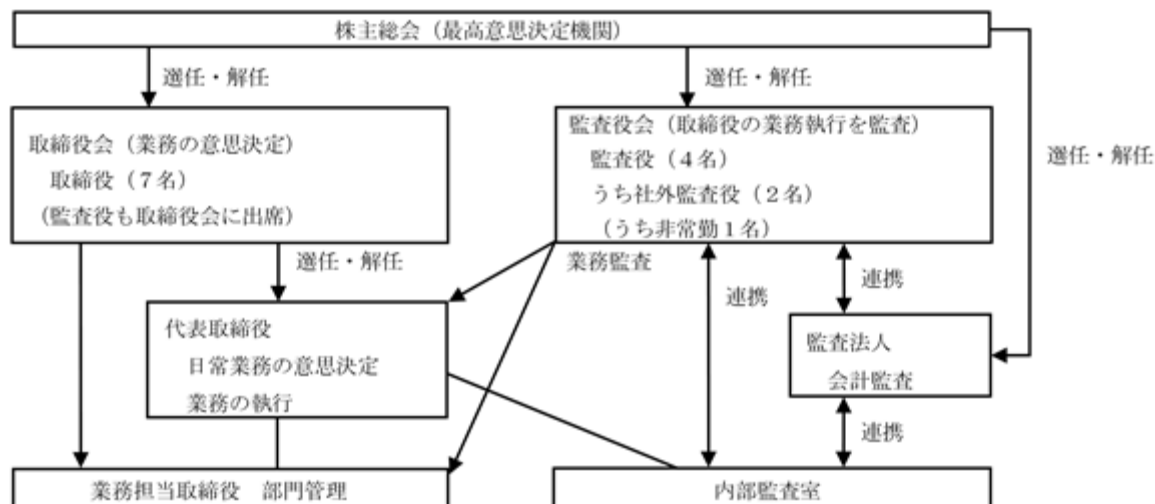 株主総会（最高意思決定機関）
選任・解任
選任・解任
取締役会（業務の意思決定）
取締役（７名）
（監査役も取締役会に出席）
監査役会（取締役の業務執行を監査）
監査役（４名）
うち社外監査役（２名）
（うち非常勤１名）
選任・解任
選任・解任
業務監査
連携
連携
代表取締役
日常業務の意思決定
業務の執行
監査法人
会計監査
連携
業務担当取締役　部門管理
内部監査室